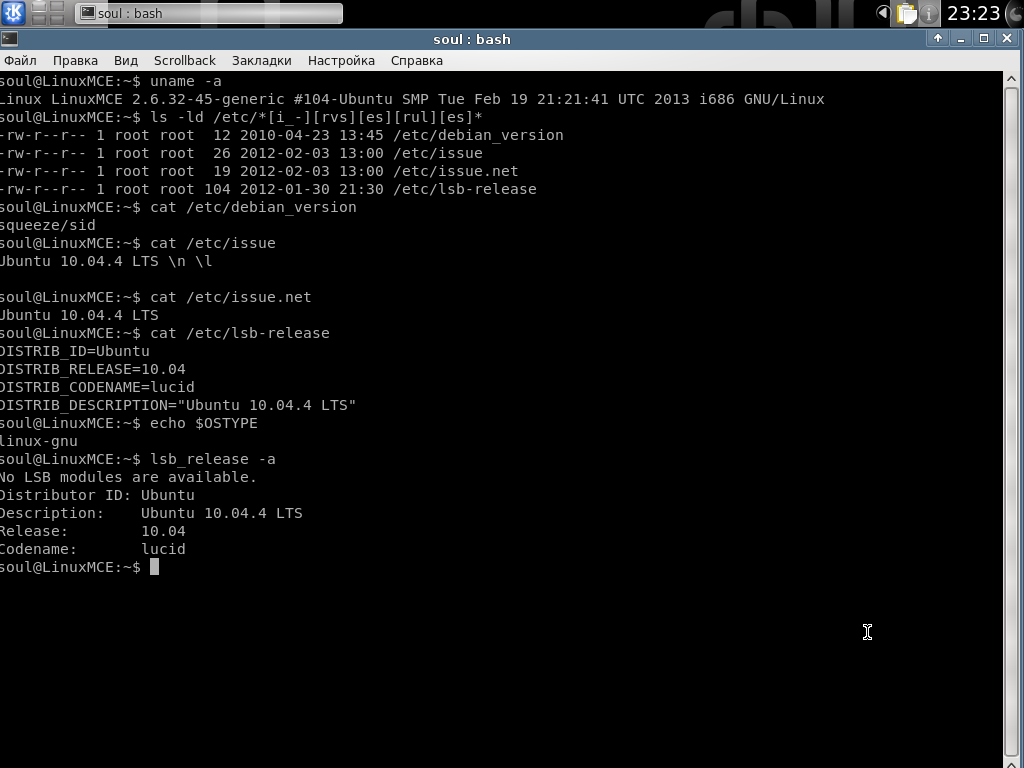 soul : bash
23:23
soul : bash
Файл Правка Вид Scrollback Закладки Настройка Справка
soul@LinuxMCE:~$ uname -a
Linux LinuxMCE 2.6.32-45-generic #104-Ubuntu SMP Tue Feb 19 21:21:41 UTC 2013 i686 GNU/Linux
soul@LinuxMCE:~$ ls -ld /etc/*[i_-][rvs][es][rul][es]*
-rw-r--r-- 1 root root  12 2010-04-23 13:45 /etc/debian_version
-rw-r--r-- 1 root root  26 2012-02-03 13:00 /etc/issue
-rw-r--r-- 1 root root  19 2012-02-03 13:00 /etc/issue.net
-rw-r--r-- 1 root root 104 2012-01-30 21:30 /etc/lsb-release
soul@LinuxMCE:~$ cat /etc/debian_version
squeeze/sid
soul@LinuxMCE:~$ cat /etc/issue
Ubuntu 10.04.4 LTS \n \l
soul@LinuxMCE:~$ cat /etc/issue.net
Ubuntu 10.04.4 LTS
soul@LinuxMCE:~$ cat /etc/lsb-release
DISTRIB_ID=Ubuntu
DISTRIB_RELEASE=10.04
DISTRIB_CODENAME=lucid
DISTRIB_DESCRIPTION="Ubuntu 10.04.4 LTS"
soul@LinuxMCE:~$ echo $OSTYPE
linux-gnu
soul@LinuxMCE:~$ lsb_release -a
No LSB modules are available.
Distributor ID: Ubuntu
Description:    Ubuntu 10.04.4 LTS
Release:        10.04
Codename:       lucid
soul@LinuxMCE:~$